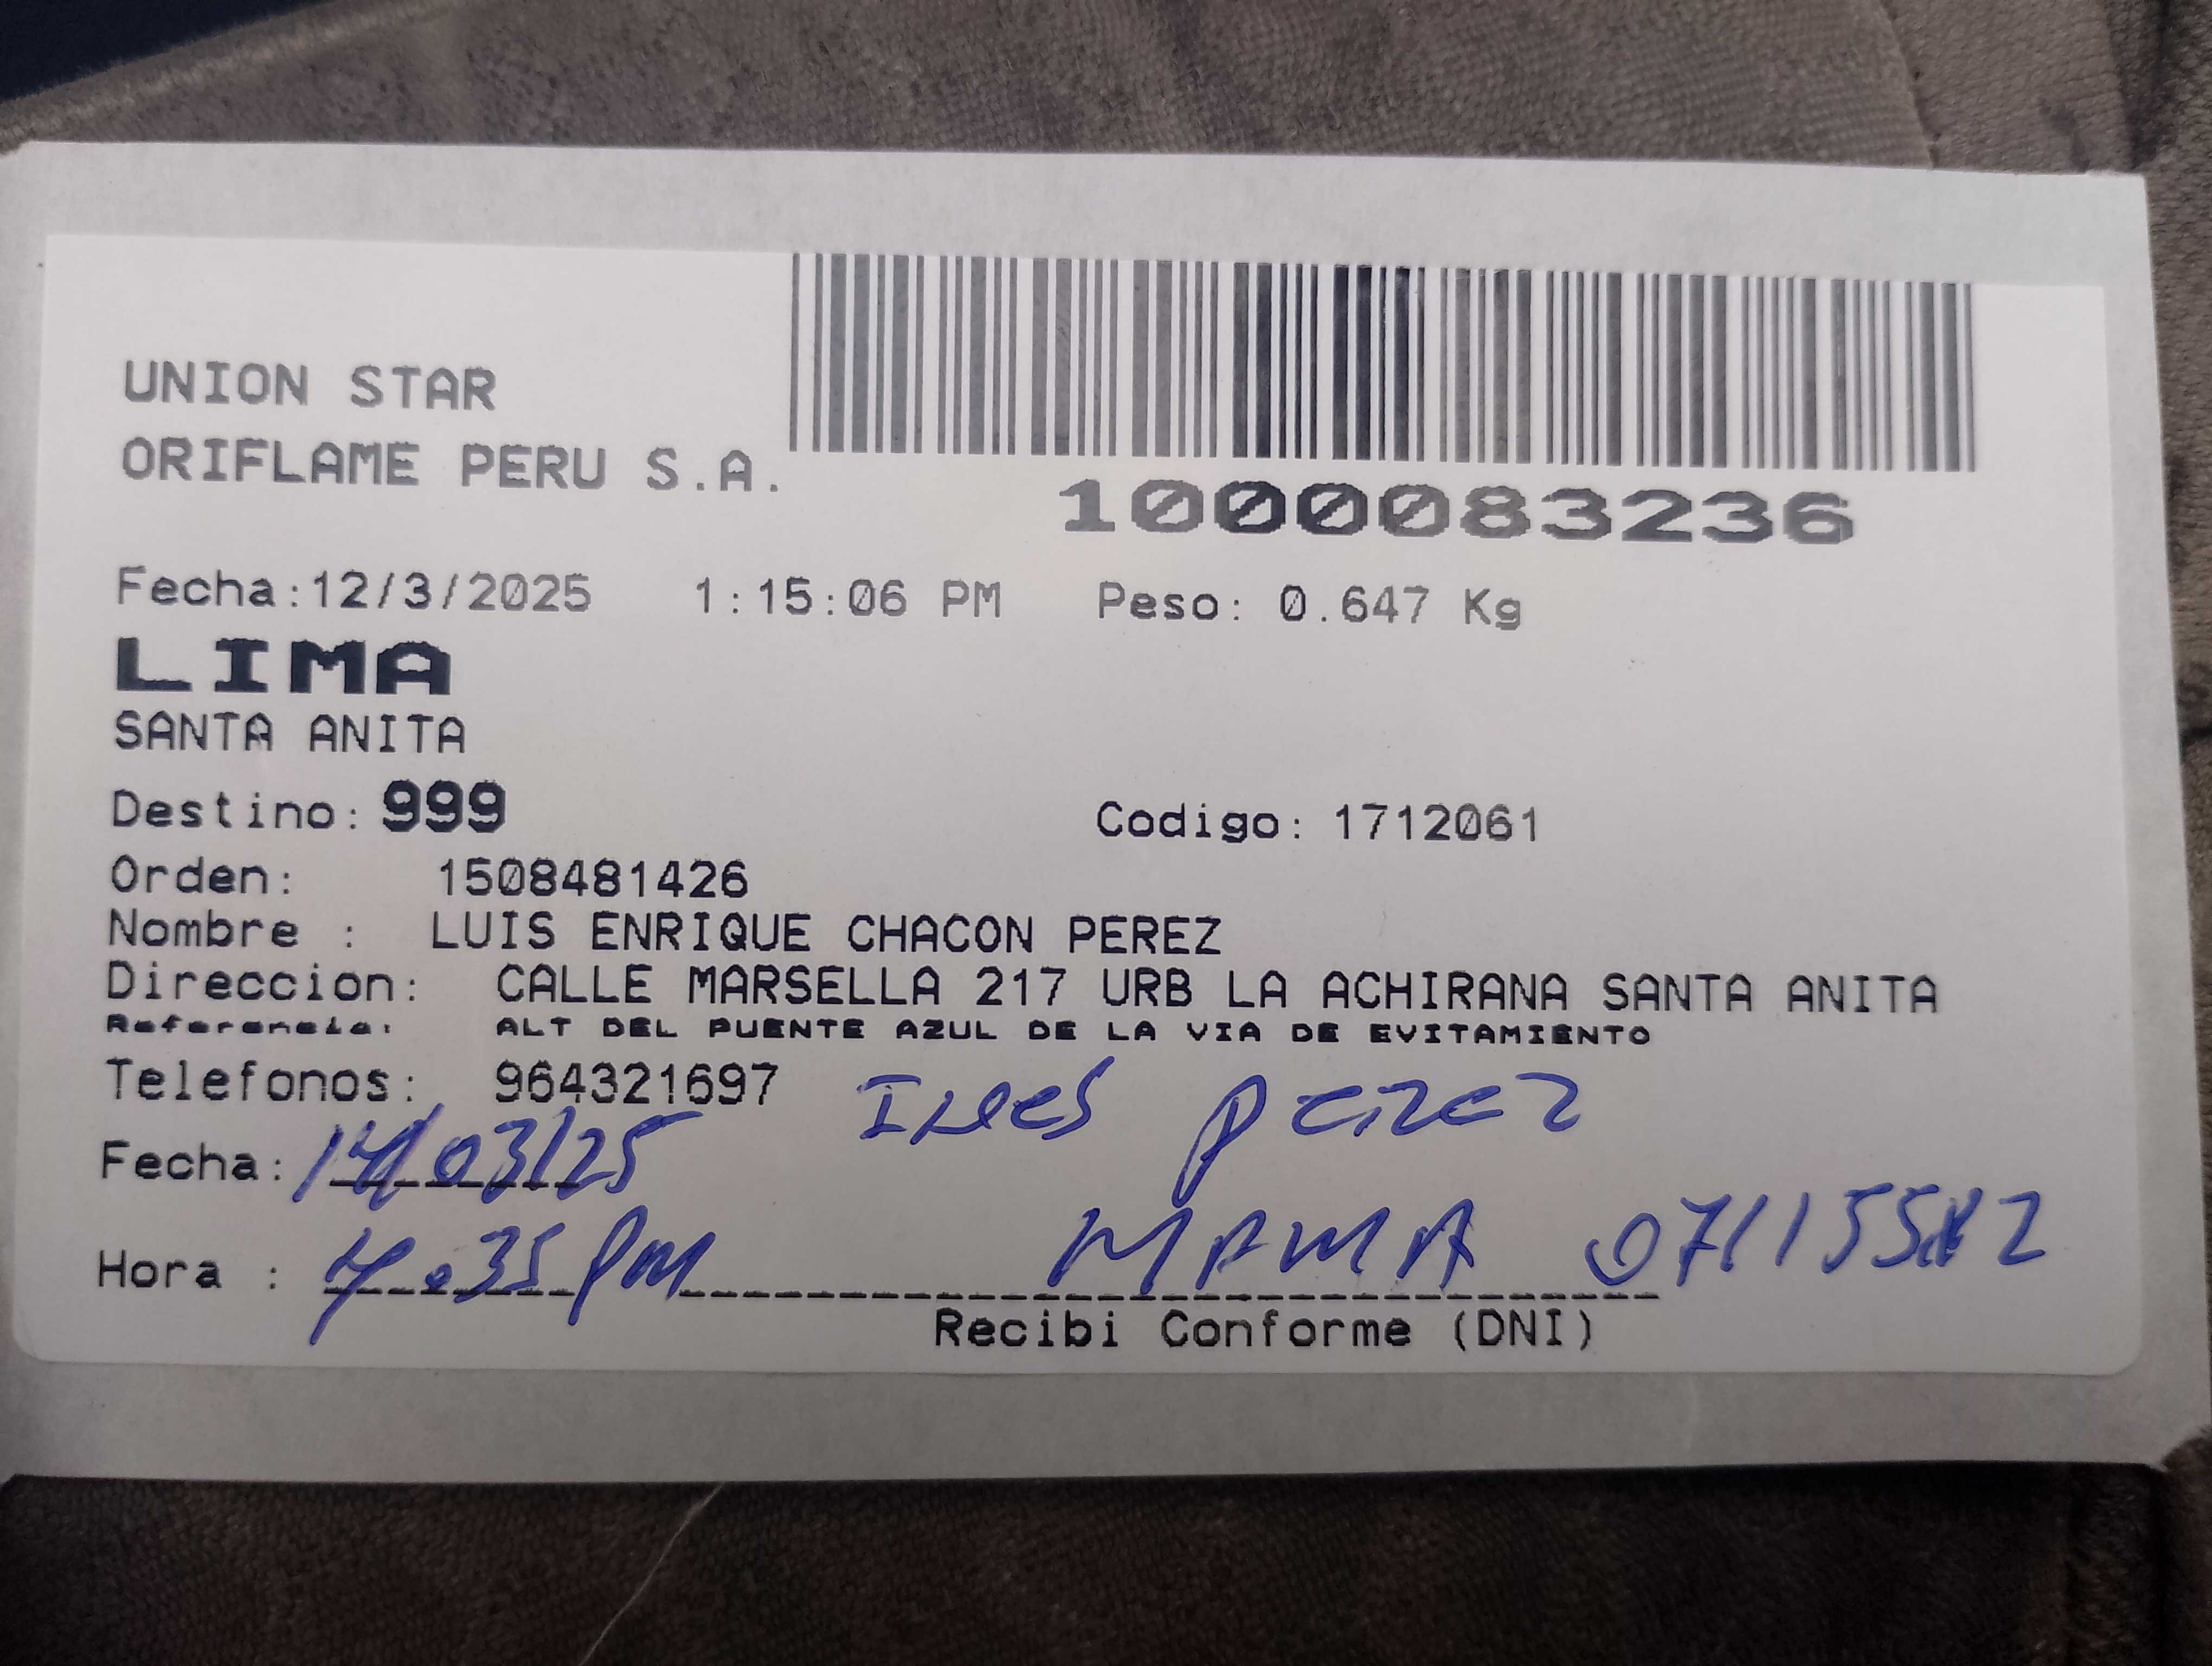 UNION STAR
ORIFLAME PERU S.A.
1000083236
Fecha:12/3/2025 1:15:06 PM Peso: 0.647 Kg
LIMA
SANTA ANITA
Destino: 999 Codigo: 1712061
Orden: 1508481426
Nombre : LUIS ENRIQUE CHACON PEREZ
Direccion: CALLE MARSELLA 217 URB LA ACHIRANA SANTA ANITA
Referencia: ALT DEL PUENTE AZUL DE LA VIA DE EVITAMIENTO
Telefonos: 964321697 INES PEREZ
Fecha: 14/03/25
Hora : 4.35 pm MAMA
Recibi Conforme (DNI)